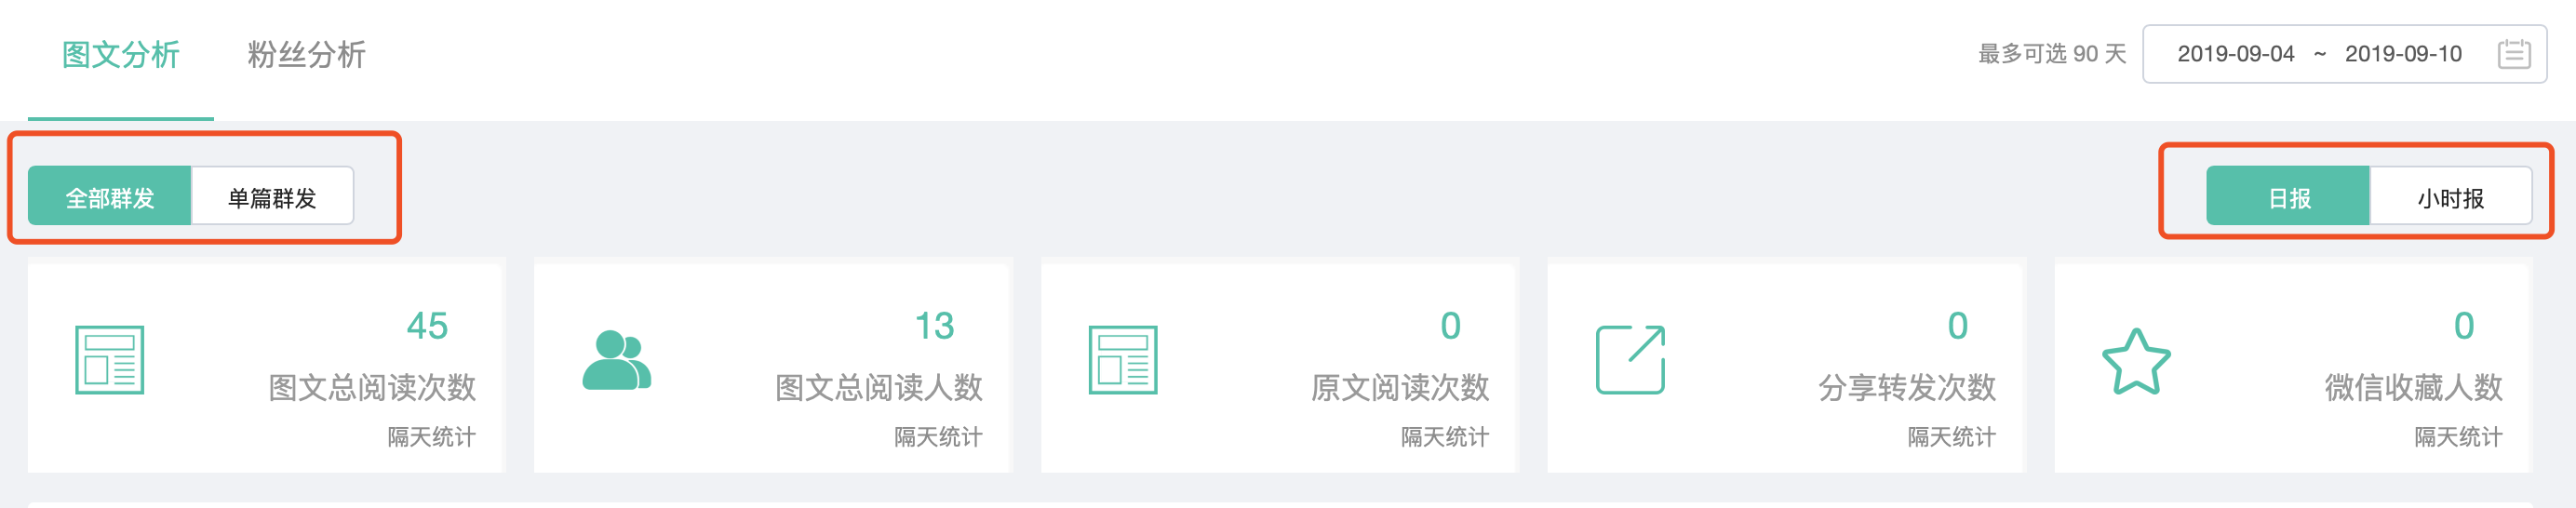 图文分析 粉丝分析 最多可选 90 天 2019-09-04 ~ 2019-09-10
全部群发 单篇群发 日报 小时报
45 13 0 0 0
图文总阅读次数 图文总阅读人数 原文阅读次数 分享转发次数 微信收藏人数
隔天统计 隔天统计 隔天统计 隔天统计 隔天统计